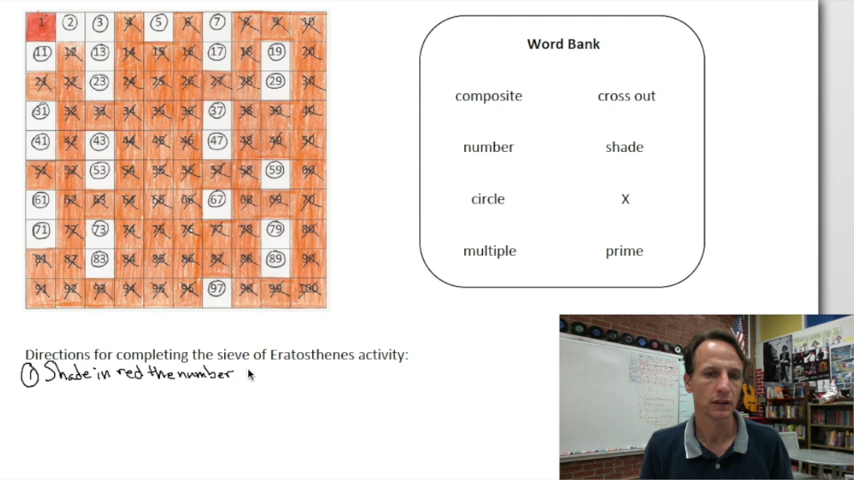 1 2 3 4 5 6 7 8 9 10
11 12 13 14 15 16 17 18 19 20
21 22 23 24 25 26 27 28 29 30
31 32 33 34 35 36 37 38 39 40
41 42 43 44 45 46 47 48 49 50
51 52 53 54 55 56 57 58 59 60
61 62 63 64 65 66 67 68 69 70
71 72 73 74 75 76 77 78 79 80
81 82 83 84 85 86 87 88 89 90
91 92 93 94 95 96 97 98 99 100
Word Bank
composite cross out
number shade
circle X
multiple prime
Directions for completing the sieve of Eratosthenes activity:
① Shade in red the number